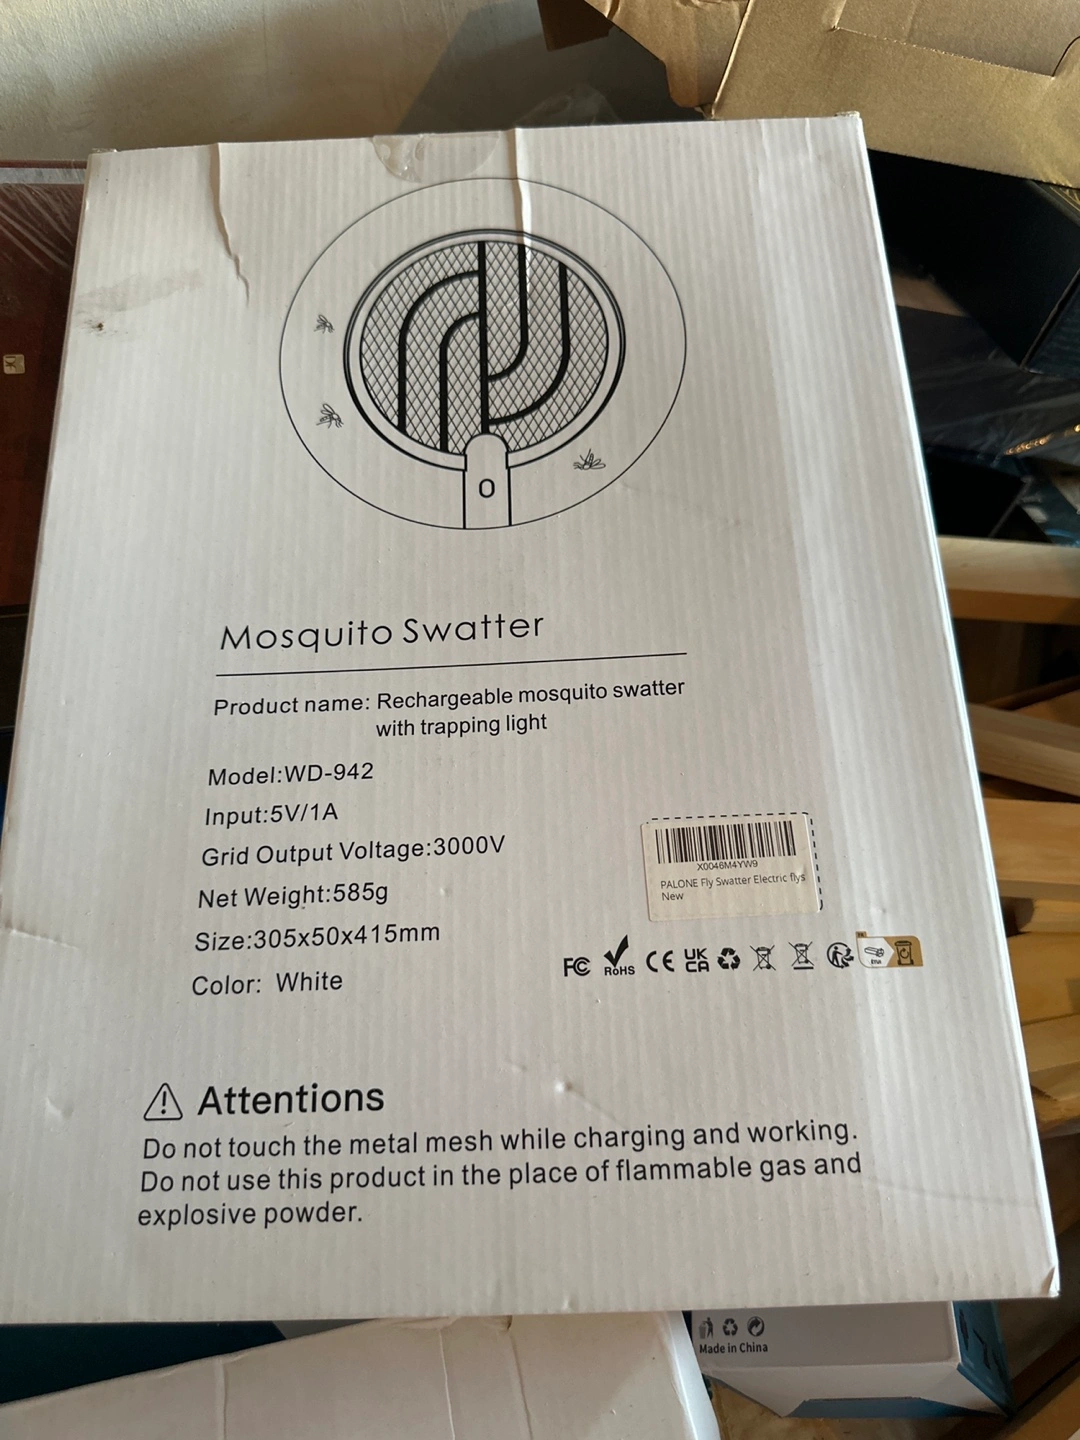 Mosquito Swatter
Product name: Rechargeable mosquito swatter
with trapping light
Model:WD-942
Input:5V/1A
Grid Output Voltage:3000V
Net Weight:585g
Size:305x50x415mm
Color: White
X0046M4YW9
PALONE Fly Swatter Electric flys
New
FC RoHS CE UK CA
Attentions
Do not touch the metal mesh while charging and working.
Do not use this product in the place of flammable gas and
explosive powder.
Made in China